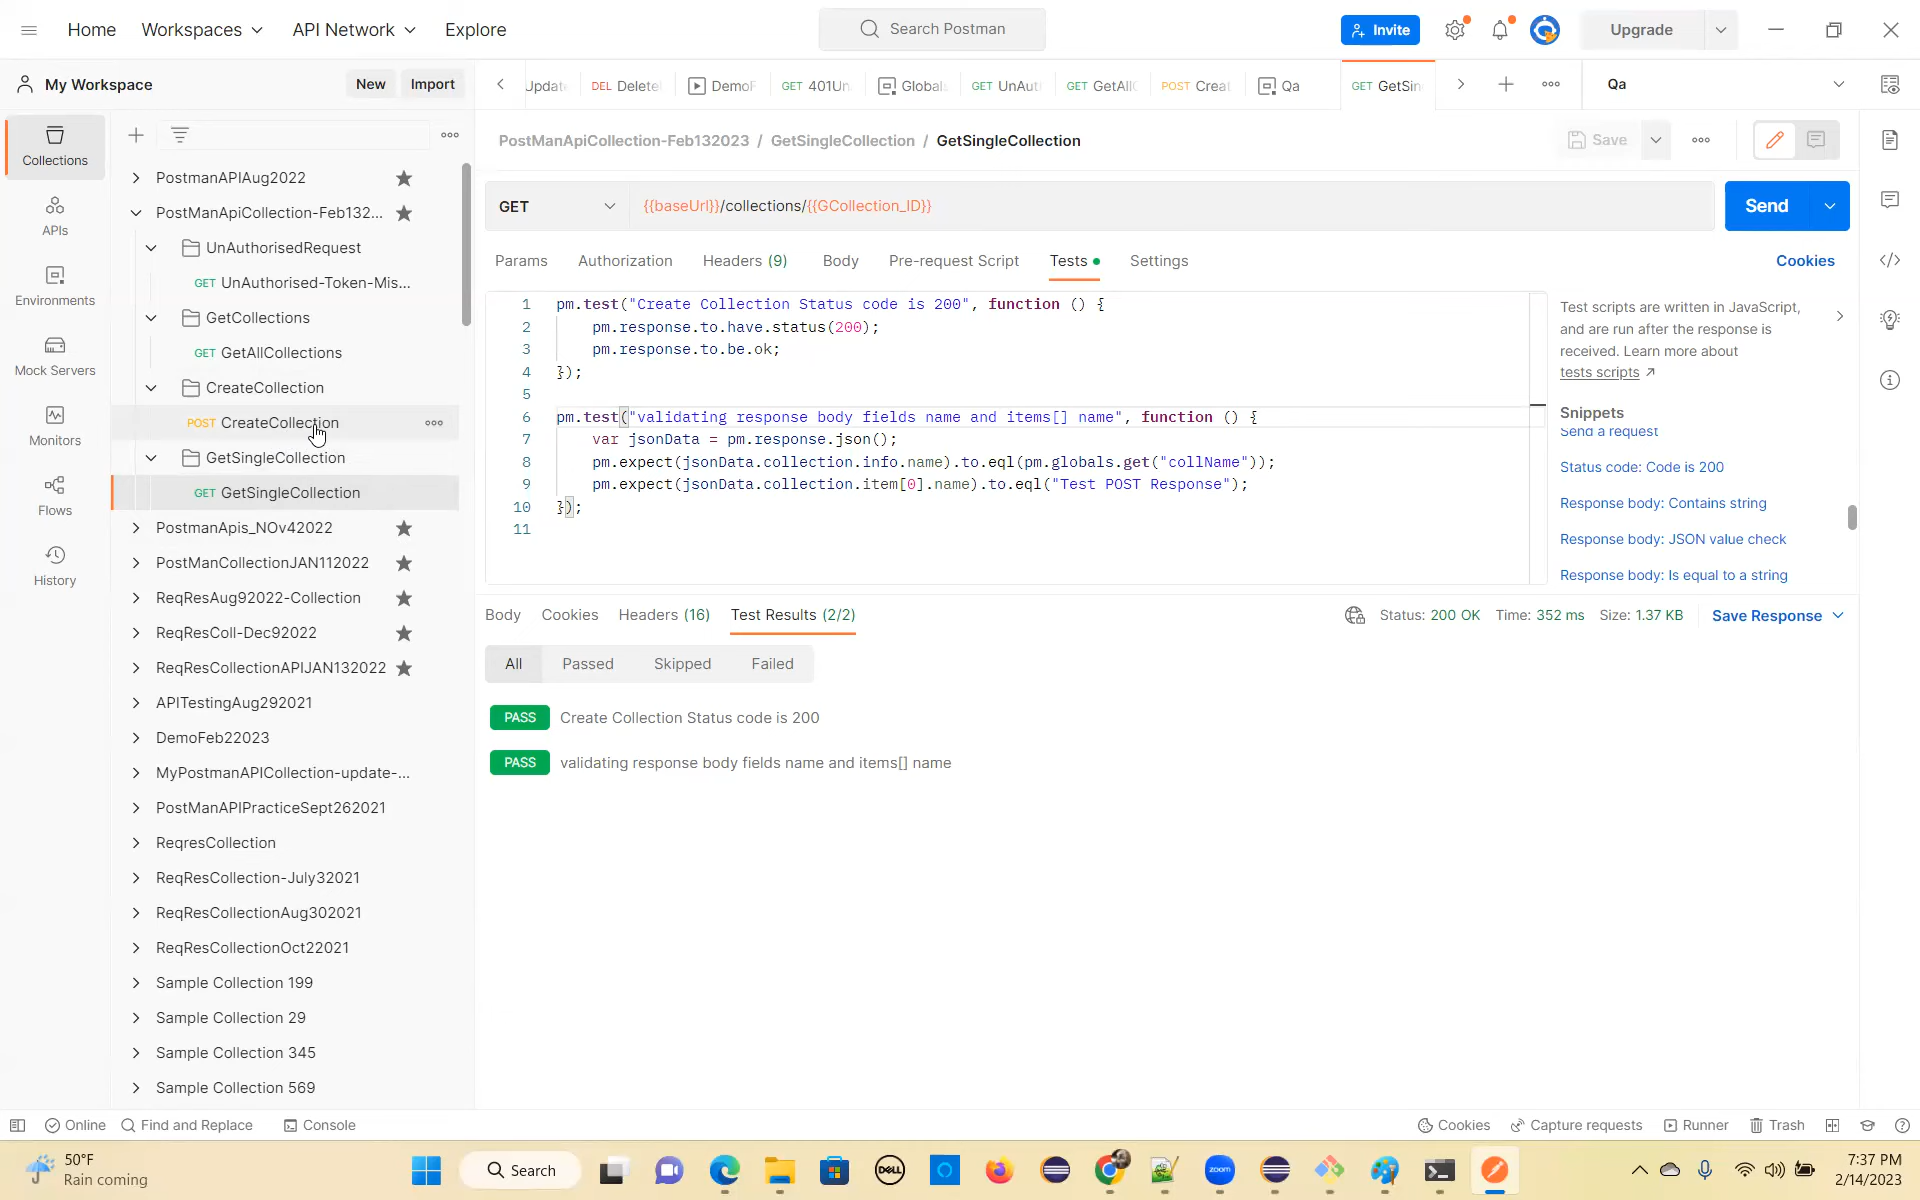 Home
Workspaces
API Network
Explore
Search Postman
Invite
Upgrade
My Workspace
New
Import
Update
DEL Delete
DemoF
GET 401Un
Global
GET UnAut
GET GetAllC
POST Creat
Qa
GET GetSin
Qa
Collections
APIs
Environments
Mock Servers
Monitors
Flows
History
PostmanAPIAug2022
PostManApiCollection-Feb132...
UnAuthorisedRequest
GET UnAuthorised-Token-Mis...
GetCollections
GET GetAllCollections
CreateCollection
POST CreateCollection
GetSingleCollection
GET GetSingleCollection
PostmanApis_NOv42022
PostManCollectionJAN112022
ReqResAug92022-Collection
ReqResColl-Dec92022
ReqResCollectionAPIJAN132022
APITestingAug292021
DemoFeb22023
MyPostmanAPICollection-update-...
PostManAPIPracticeSept262021
ReqresCollection
ReqResCollection-July32021
ReqResCollectionAug302021
ReqResCollectionOct22021
Sample Collection 199
Sample Collection 29
Sample Collection 345
Sample Collection 569
PostManApiCollection-Feb132023 / GetSingleCollection / GetSingleCollection
Save
GET
{{baseUrl}}/collections/{{GCollection_ID}}
Send
Params
Authorization
Headers (9)
Body
Pre-request Script
Tests
Settings
Cookies
1 pm.test("Create Collection Status code is 200", function () {
2 pm.response.to.have.status(200);
3 pm.response.to.be.ok;
4 });
5
6 pm.test("validating response body fields name and items[] name", function () {
7 var jsonData = pm.response.json();
8 pm.expect(jsonData.collection.info.name).to.eql(pm.globals.get("collName"));
9 pm.expect(jsonData.collection.item[0].name).to.eql("Test POST Response");
10 });
11
Test scripts are written in JavaScript,
and are run after the response is
received. Learn more about
tests scripts
Snippets
Send a request
Status code: Code is 200
Response body: Contains string
Response body: JSON value check
Response body: Is equal to a string
Body
Cookies
Headers (16)
Test Results (2/2)
Status: 200 OK
Time: 352 ms
Size: 1.37 KB
Save Response
All
Passed
Skipped
Failed
PASS Create Collection Status code is 200
PASS validating response body fields name and items[] name
Online
Find and Replace
Console
Cookies
Capture requests
Runner
Trash
50°F
Rain coming
Search
DELL
zoom
7:37 PM
2/14/2023